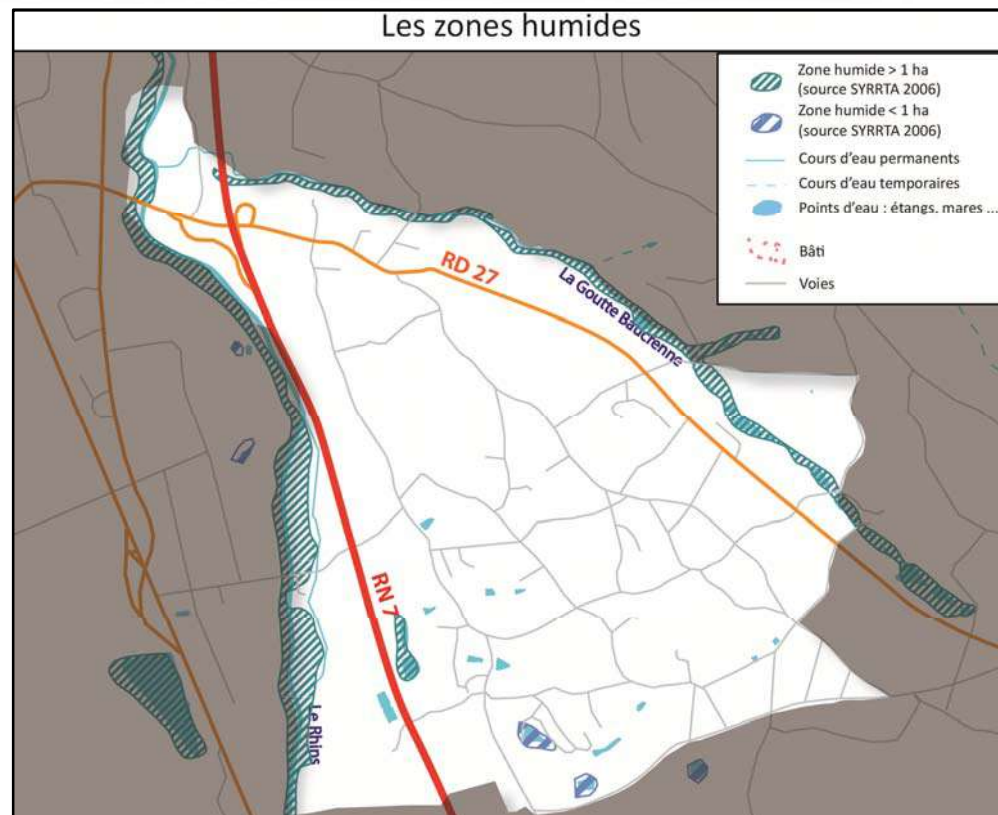 Les zones humides
Zone humide > 1 ha
(source SYRRTA 2006)
Zone humide < 1 ha
(source SYRRTA 2006)
Cours d'eau permanents
Cours d'eau temporaires
Points d'eau : étangs, mares ...
Bâti
Voies
RD 27
La Goutte Baucrenne
RN 7
Le Rhins